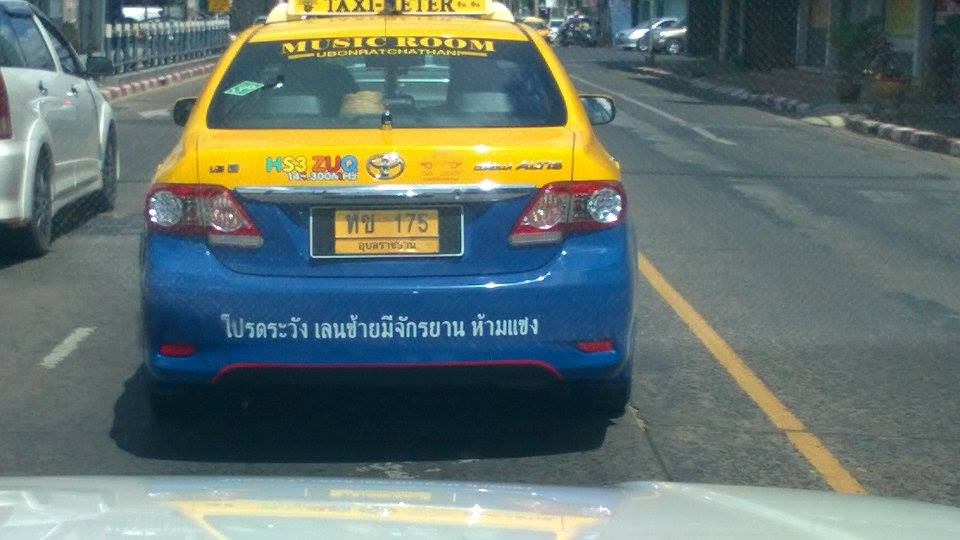 TAXI-METER
MUSIC ROOM
UBONRATCHATHANI
HS3 ZUQ
ALTIS
ทข 175
อุบลราชธานี
โปรดระวัง เลนซ้ายมีจักรยาน ห้ามแซง